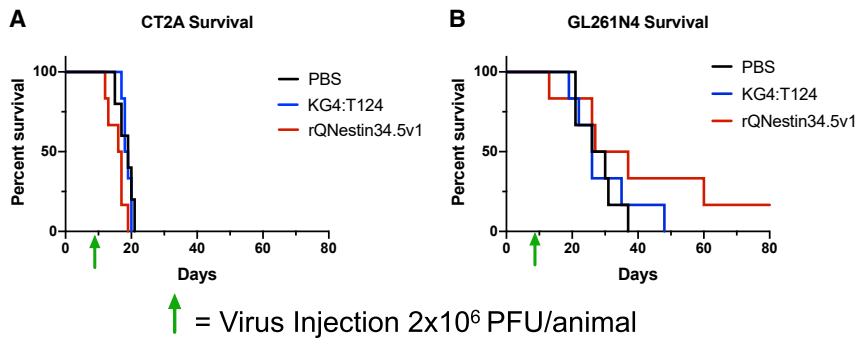 A
CT2A Survival
Percent survival
100
50
0
0
20
40
60
80
Days
PBS
KG4:T124
rQNestin34.5v1
B
GL261N4 Survival
Percent survival
100
50
0
0
20
40
60
80
Days
PBS
KG4:T124
rQNestin34.5v1
= Virus Injection 2x10⁶ PFU/animal